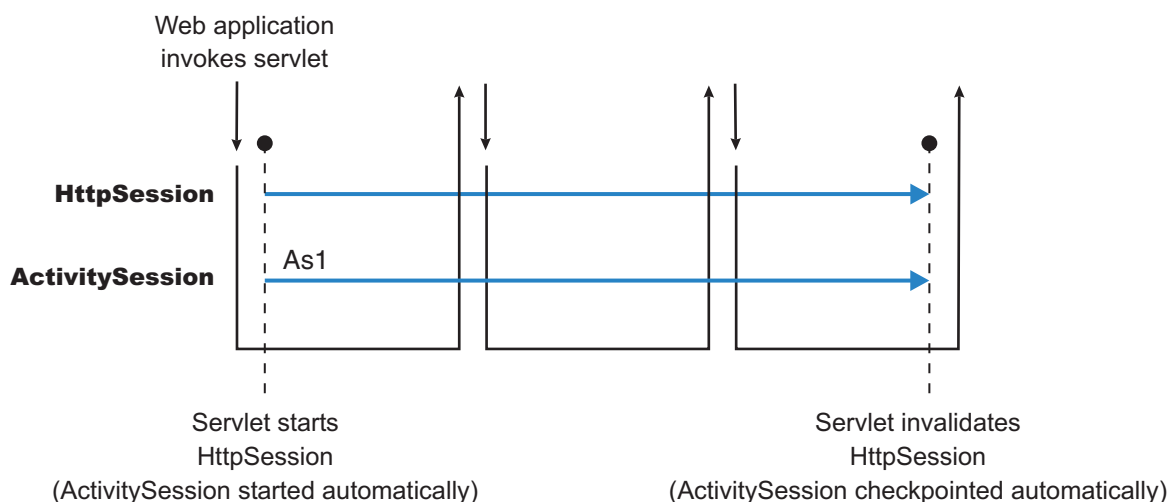 Web application
invokes servlet
HttpSession
ActivitySession
As1
Servlet starts
HttpSession
(ActivitySession started automatically)
Servlet invalidates
HttpSession
(ActivitySession checkpointed automatically)